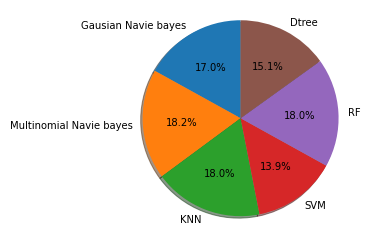 Dtree
Gausian Navie bayes
17.0%
15.1%
RF
18.0%
18.2%
Multinomial Navie bayes
18.0%
13.9%
SVM
KNN